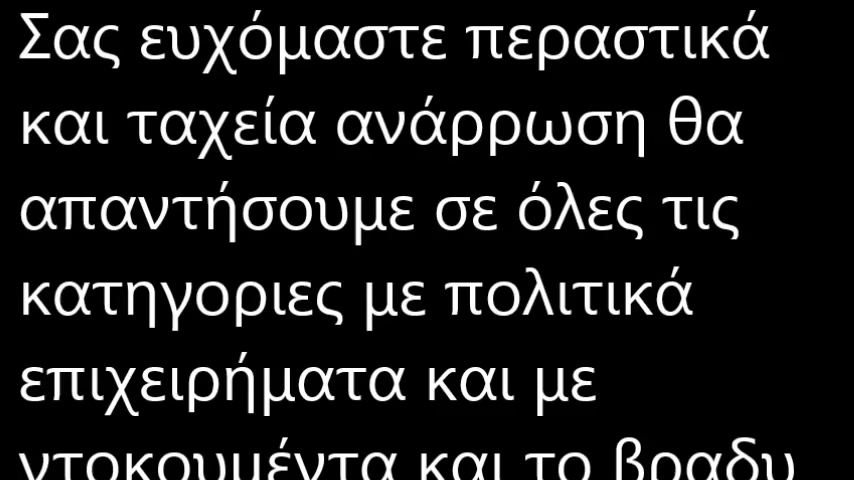 Σας ευχόμαστε περαστικά
και ταχεία ανάρρωση θα
απαντήσουμε σε όλες τις
κατηγοριες με πολιτικά
επιχειρήματα και με
ντοκουμέντα και το βραδυ